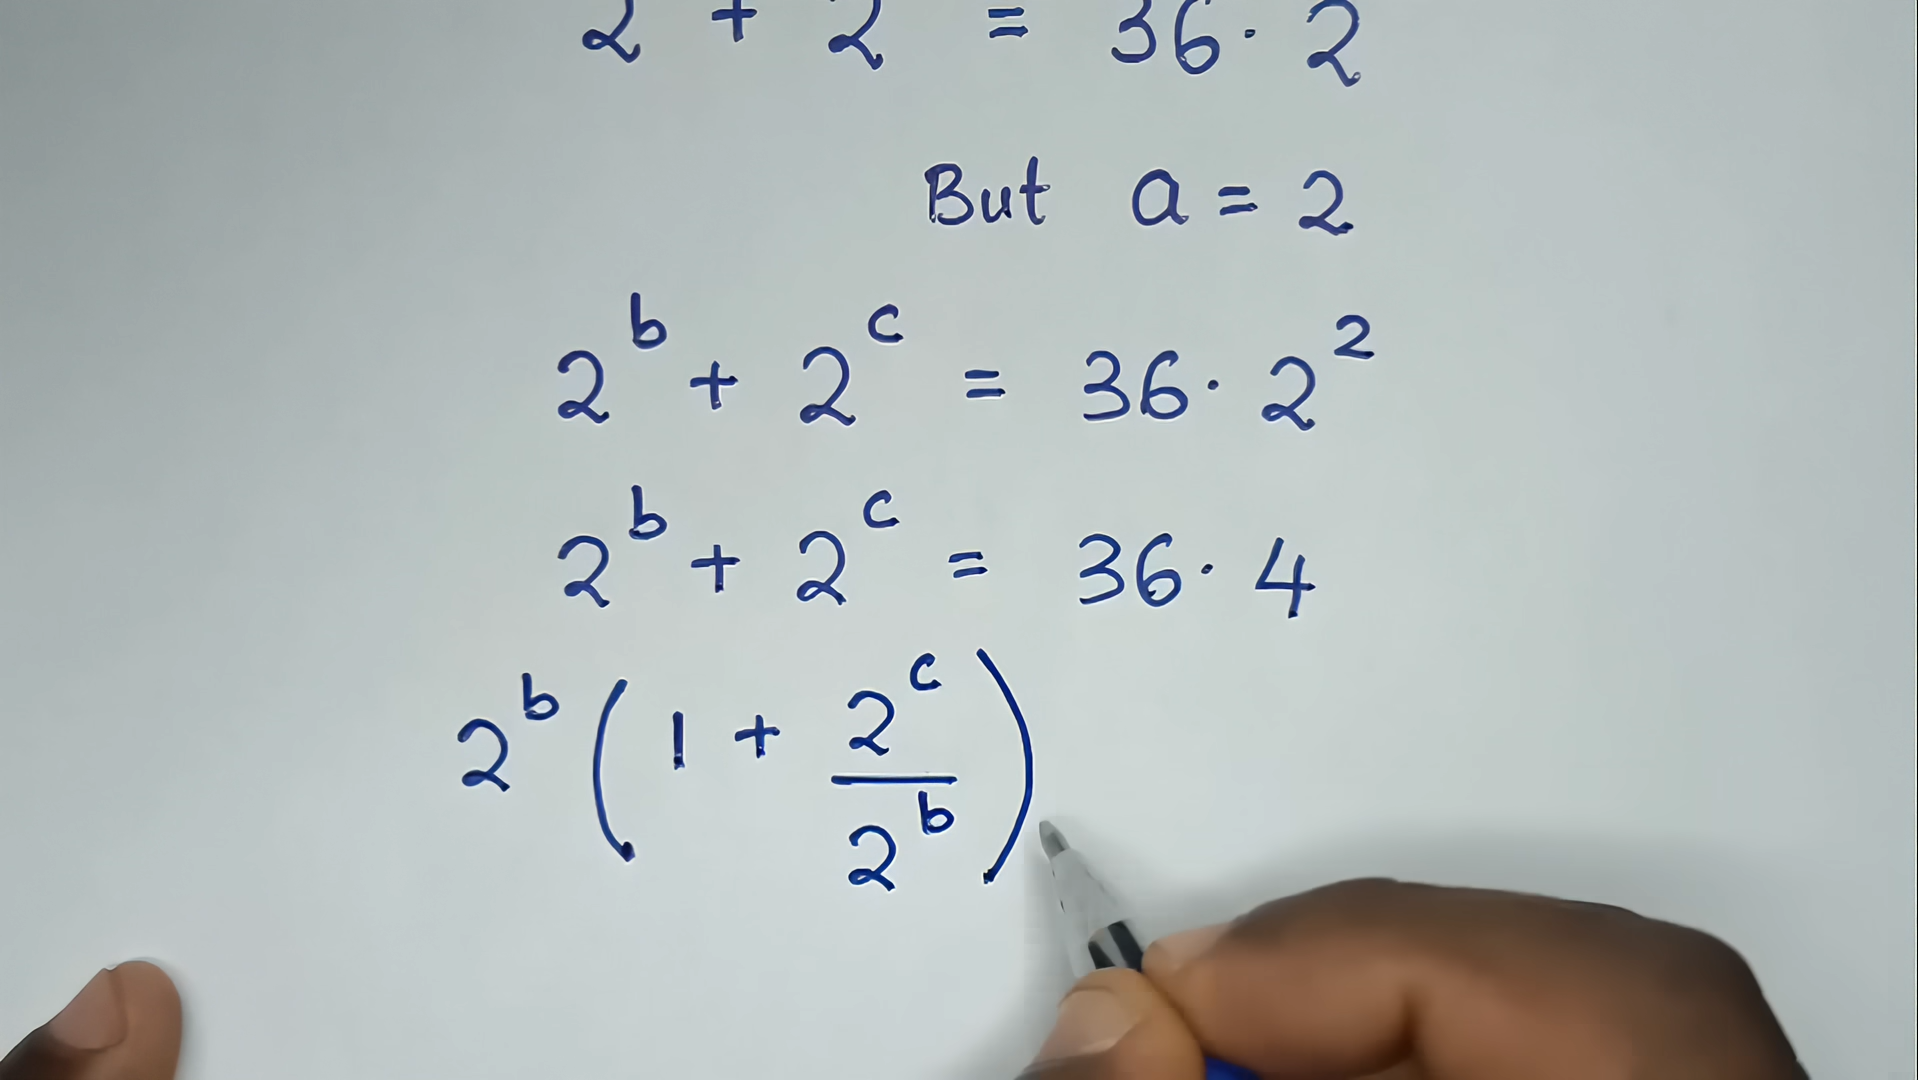 2 + 2 = 36 · 2
But a = 2
2^b + 2^c = 36 · 2^2
2^b + 2^c = 36 · 4
2^b (1 + 2^c/2^b)